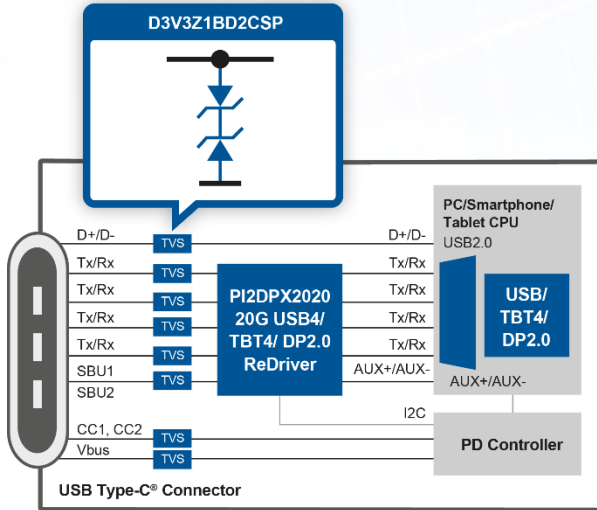 D3V3Z1BD2CSP
PC/Smartphone/
Tablet CPU
USB2.0
D+/D-
TVS
D+/D-
Tx/Rx
TVS
Tx/Rx
Tx/Rx
TVS
Tx/Rx
Tx/Rx
TVS
Tx/Rx
Tx/Rx
TVS
Tx/Rx
PI2DPX2020
20G USB4/
TBT4/ DP2.0
ReDriver
USB/
TBT4/
DP2.0
SBU1
TVS
AUX+/AUX-
AUX+/AUX-
SBU2
I2C
CC1, CC2
TVS
Vbus
TVS
PD Controller
USB Type-C® Connector